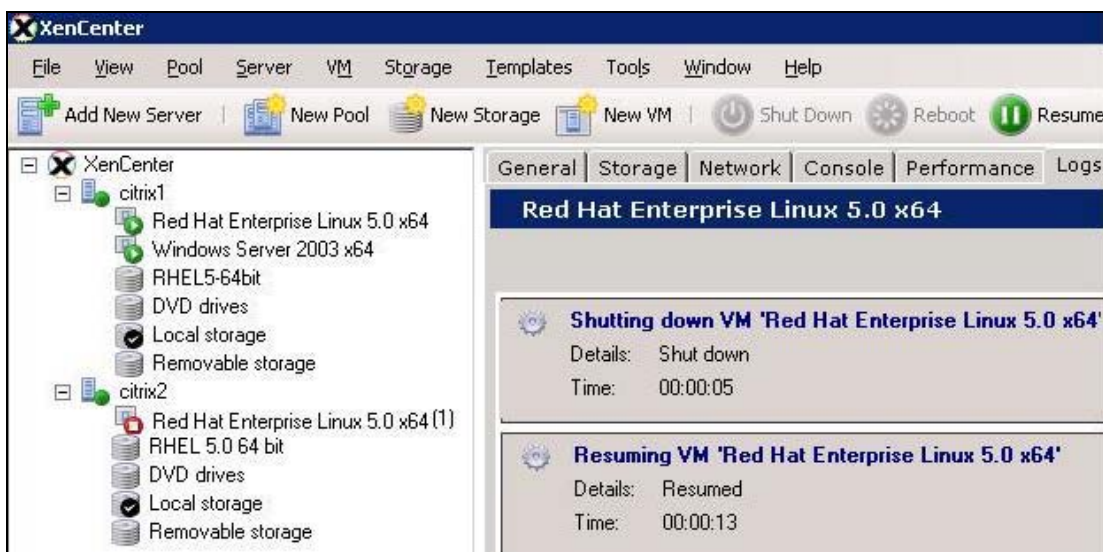 XenCenter
File View Pool Server VM Storage Templates Tools Window Help
Add New Server New Pool New Storage New VM Shut Down Reboot Resume
XenCenter
citrix1
Red Hat Enterprise Linux 5.0 x64
Windows Server 2003 x64
RHEL5-64bit
DVD drives
Local storage
Removable storage
citrix2
Red Hat Enterprise Linux 5.0 x64 (1)
RHEL 5.0 64 bit
DVD drives
Local storage
Removable storage
General Storage Network Console Performance Logs
Red Hat Enterprise Linux 5.0 x64
Shutting down VM 'Red Hat Enterprise Linux 5.0 x64'
Details: Shut down
Time: 00:00:05
Resuming VM 'Red Hat Enterprise Linux 5.0 x64'
Details: Resumed
Time: 00:00:13